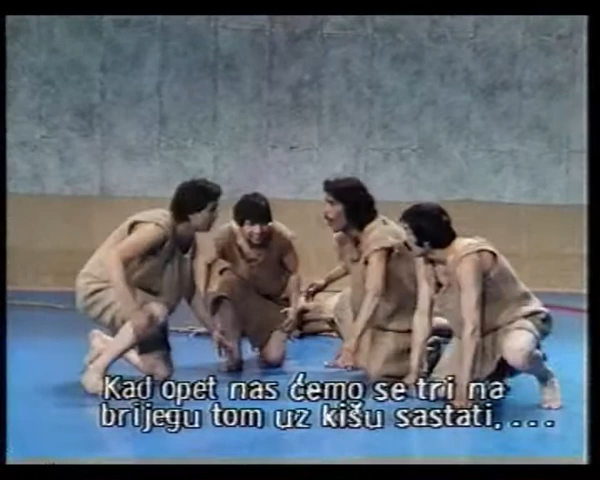 Kad opet nas ćemo se tri na
brijegu tom uz kišu sastati, ...